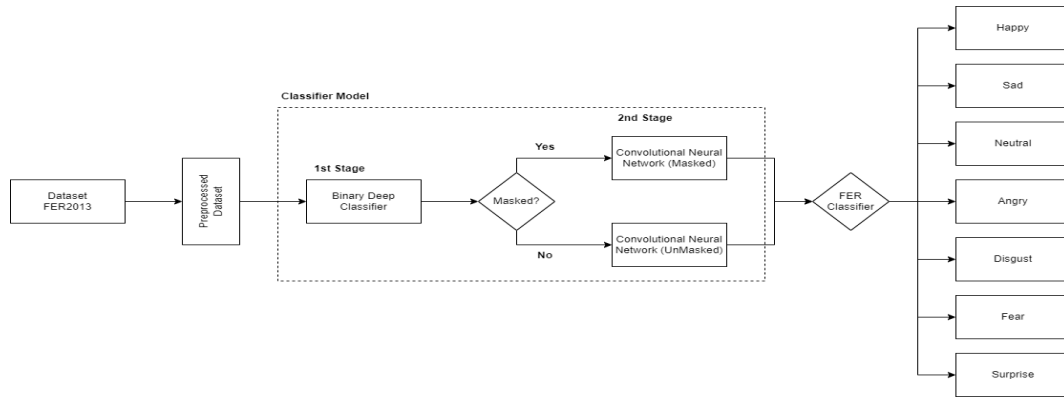 Dataset
FER2013
Preprocessed
Dataset
Classifier Model
1st Stage
Binary Deep
Classifier
Masked?
Yes
No
2nd Stage
Convolutional Neural
Network (Masked)
Convolutional Neural
Network (UnMasked)
FER
Classifier
Happy
Sad
Neutral
Angry
Disgust
Fear
Surprise